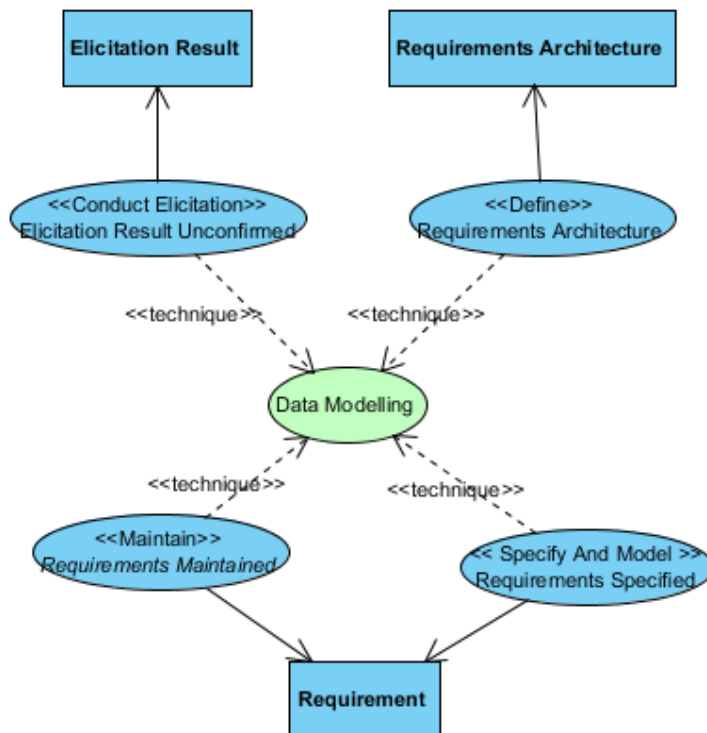 Elicitation Result
Requirements Architecture
<<Conduct Elicitation>>
Elicitation Result Unconfirmed
<<Define>>
Requirements Architecture
<<technique>>
<<technique>>
Data Modelling
<<technique>>
<<technique>>
<<Maintain>>
Requirements Maintained
<< Specify And Model >>
Requirements Specified
Requirement